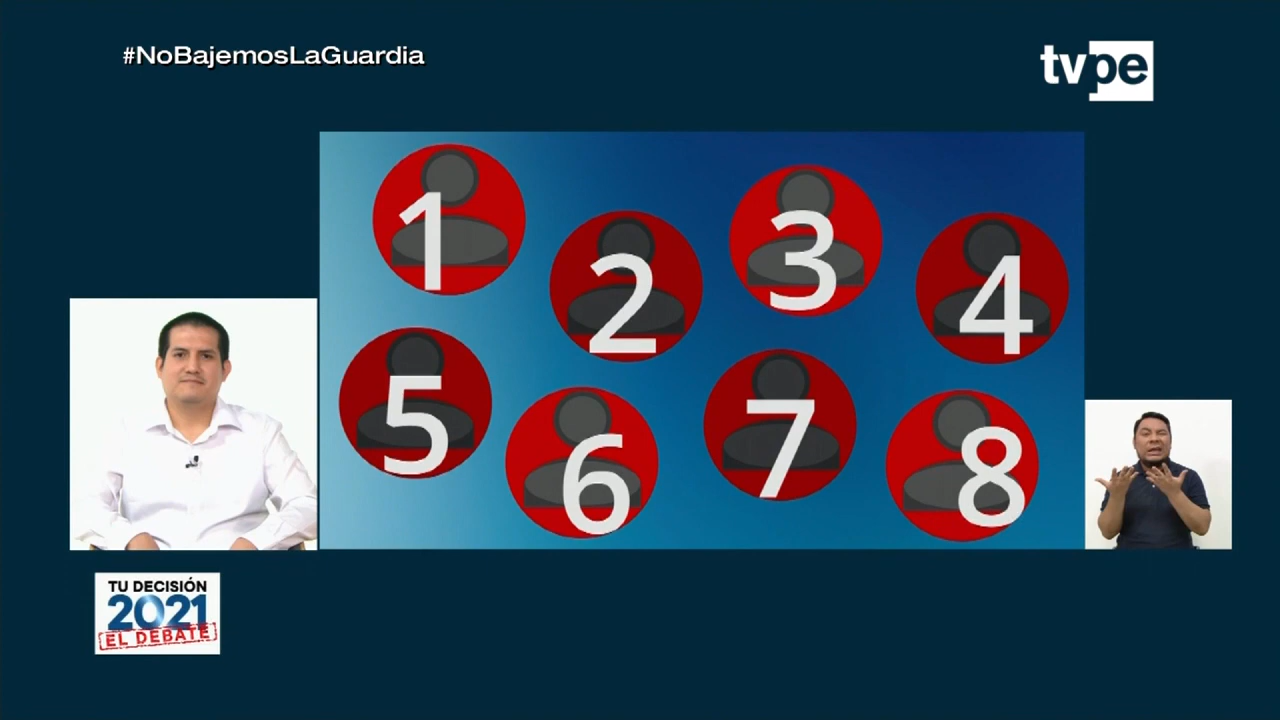 #NoBajemosLaGuardia
tvpe
1
2
3
4
5
6
7
8
TU DECISIÓN
2021
EL DEBATE